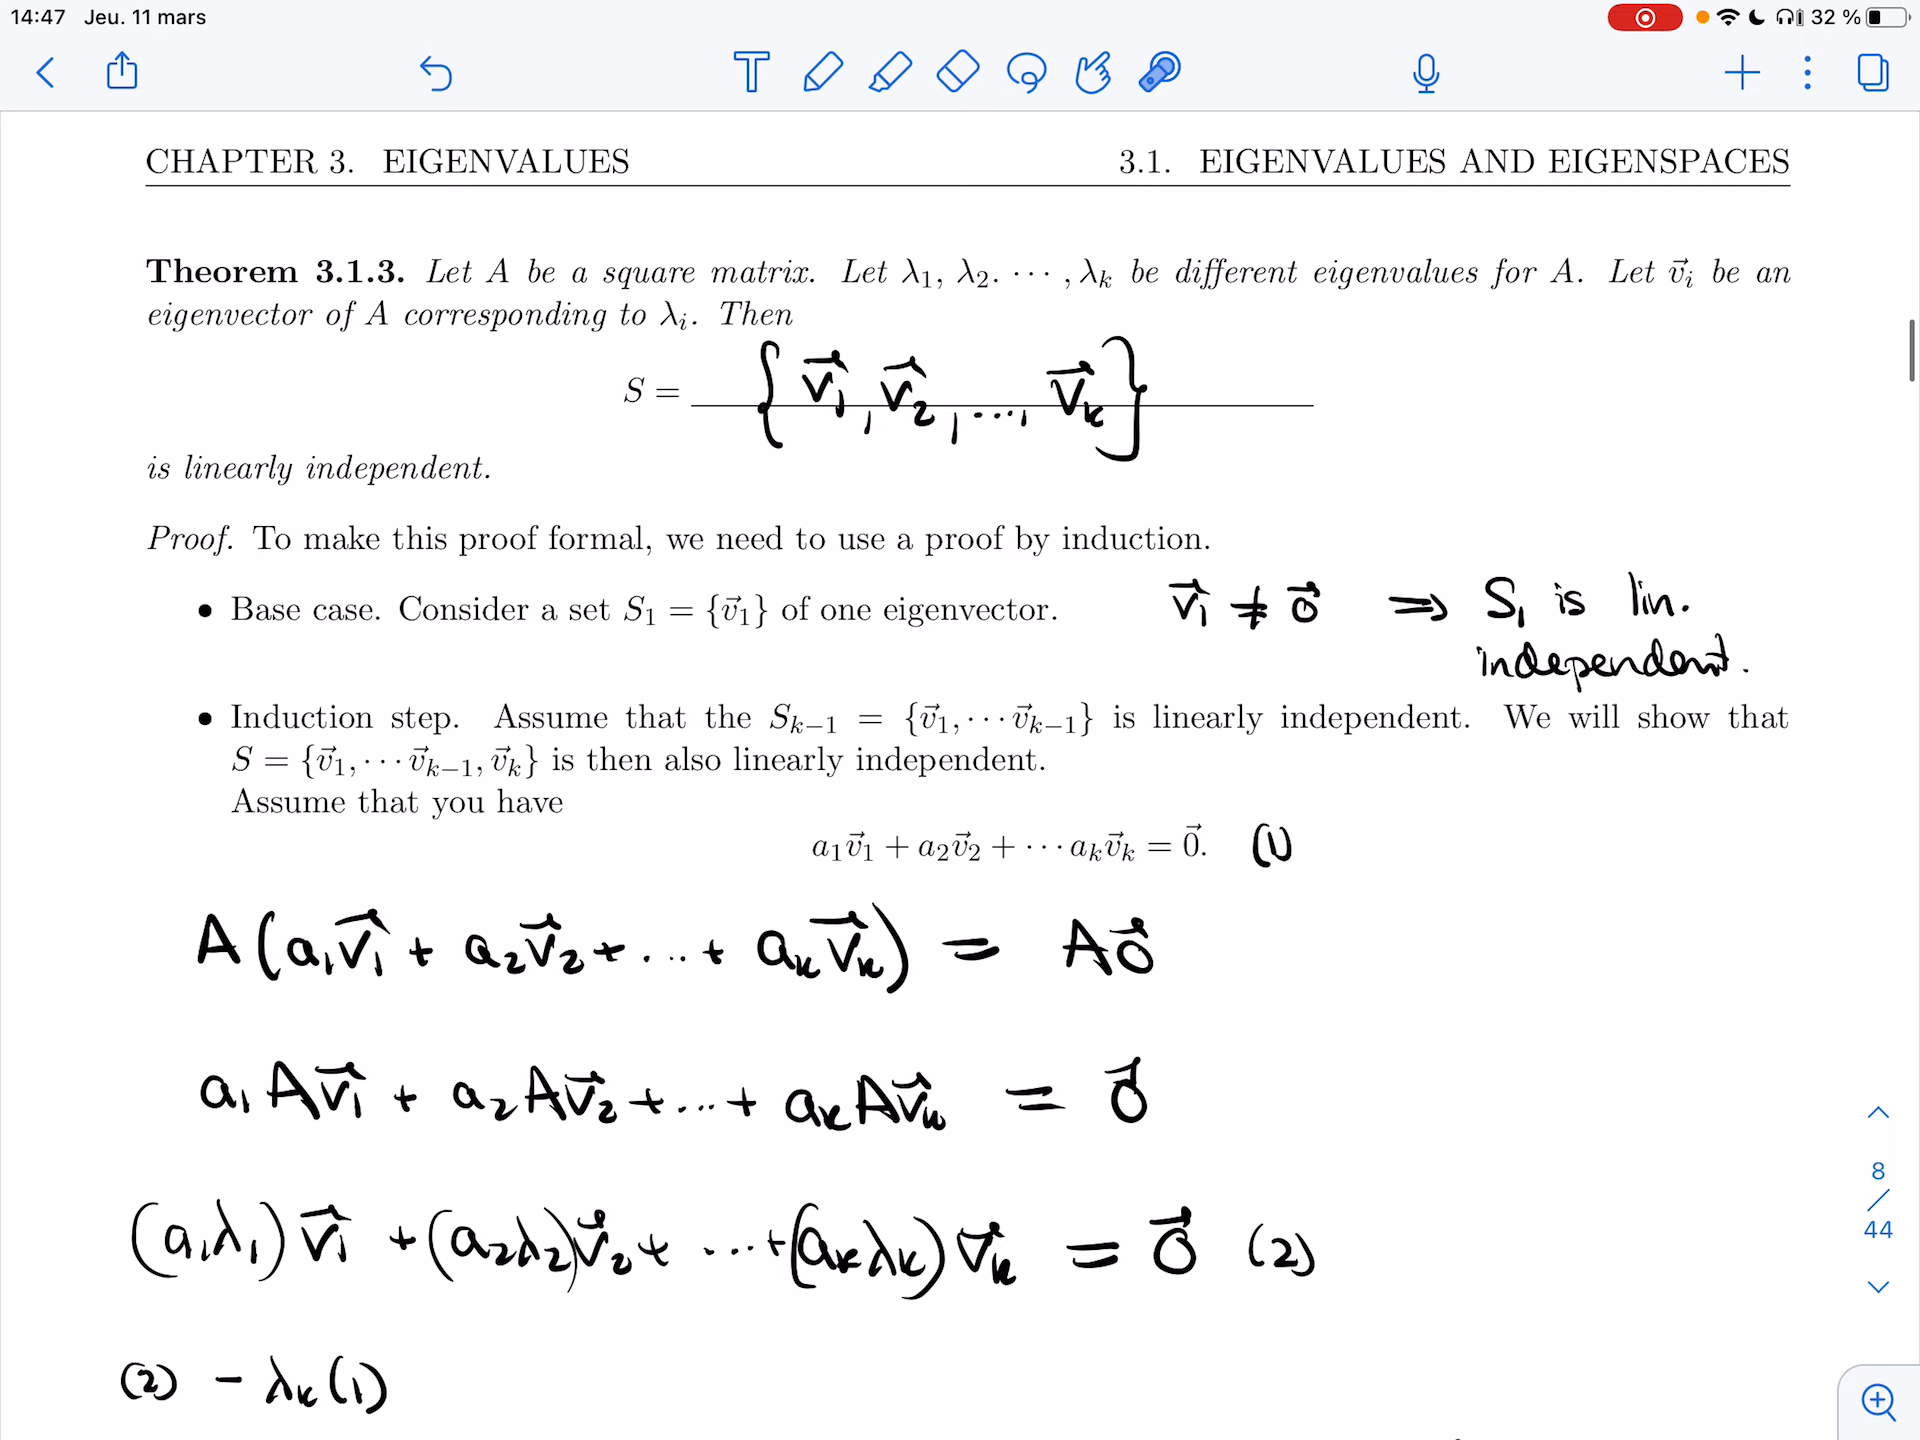 14:47 Jeu. 11 mars
32 %
CHAPTER 3. EIGENVALUES 3.1. EIGENVALUES AND EIGENSPACES
Theorem 3.1.3. Let A be a square matrix. Let λ₁, λ₂. ⋯ , λₖ be different eigenvalues for A. Let v⃗ᵢ be an
eigenvector of A corresponding to λᵢ. Then
S = {v⃗₁, v⃗₂, ..., v⃗ₖ}
is linearly independent.
Proof. To make this proof formal, we need to use a proof by induction.
• Base case. Consider a set S₁ = {v⃗₁} of one eigenvector. v⃗₁ ≠ 0⃗ ⇒ S₁ is lin.
independent.
• Induction step. Assume that the Sₖ₋₁ = {v⃗₁, ⋯ v⃗ₖ₋₁} is linearly independent. We will show that
S = {v⃗₁, ⋯ v⃗ₖ₋₁, v⃗ₖ} is then also linearly independent.
Assume that you have
a₁v⃗₁ + a₂v⃗₂ + ⋯ aₖv⃗ₖ = 0⃗. (1)
A(a₁v⃗₁ + a₂v⃗₂ + ... + aₖv⃗ₖ) = A0⃗
a₁Av⃗₁ + a₂Av⃗₂ + ... + aₖAv⃗ₖ = 0⃗
(a₁λ₁)v⃗₁ + (a₂λ₂)v⃗₂ + ... + (aₖλₖ)v⃗ₖ = 0⃗ (2)
(2) - λₖ(1)
8
/
44